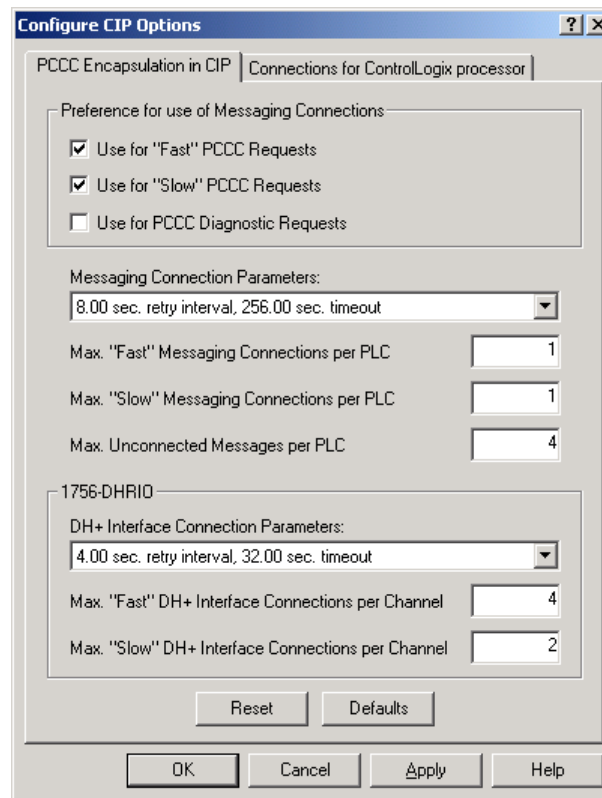 Configure CIP Options
PCCC Encapsulation in CIP
Connections for ControlLogix processor
Preference for use of Messaging Connections
Use for "Fast" PCCC Requests
Use for "Slow" PCCC Requests
Use for PCCC Diagnostic Requests
Messaging Connection Parameters:
8.00 sec. retry interval, 256.00 sec. timeout
Max. "Fast" Messaging Connections per PLC 1
Max. "Slow" Messaging Connections per PLC 1
Max. Unconnected Messages per PLC 4
1756-DHRIO
DH+ Interface Connection Parameters:
4.00 sec. retry interval, 32.00 sec. timeout
Max. "Fast" DH+ Interface Connections per Channel 4
Max. "Slow" DH+ Interface Connections per Channel 2
Reset Defaults
OK Cancel Apply Help